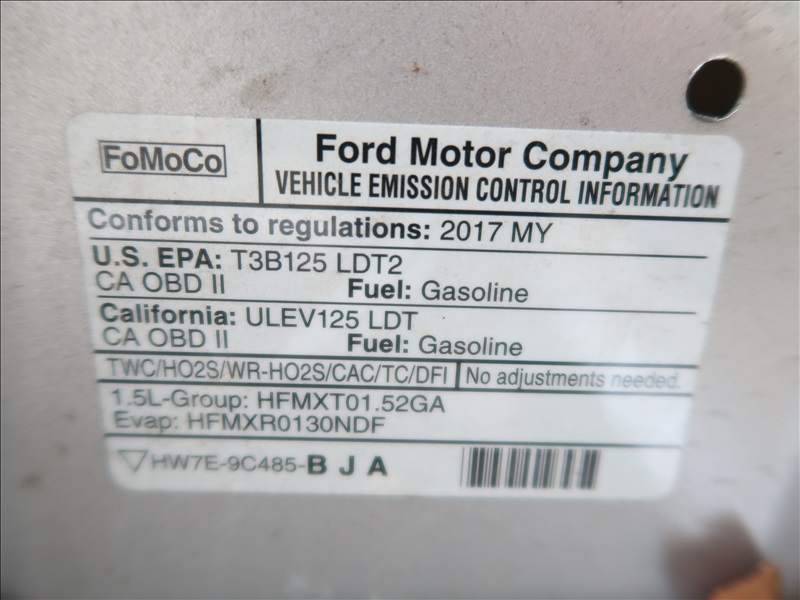 FoMoCo
Ford Motor Company
VEHICLE EMISSION CONTROL INFORMATION
Conforms to regulations: 2017 MY
U.S. EPA: T3B125 LDT2
CA OBD II Fuel: Gasoline
California: ULEV125 LDT
CA OBD II Fuel: Gasoline
TWC/HO2S/WR-HO2S/CAC/TC/DFI No adjustments needed.
1.5L-Group: HFMXT01.52GA
Evap: HFMXR0130NDF
HW7E-9C485-B J A